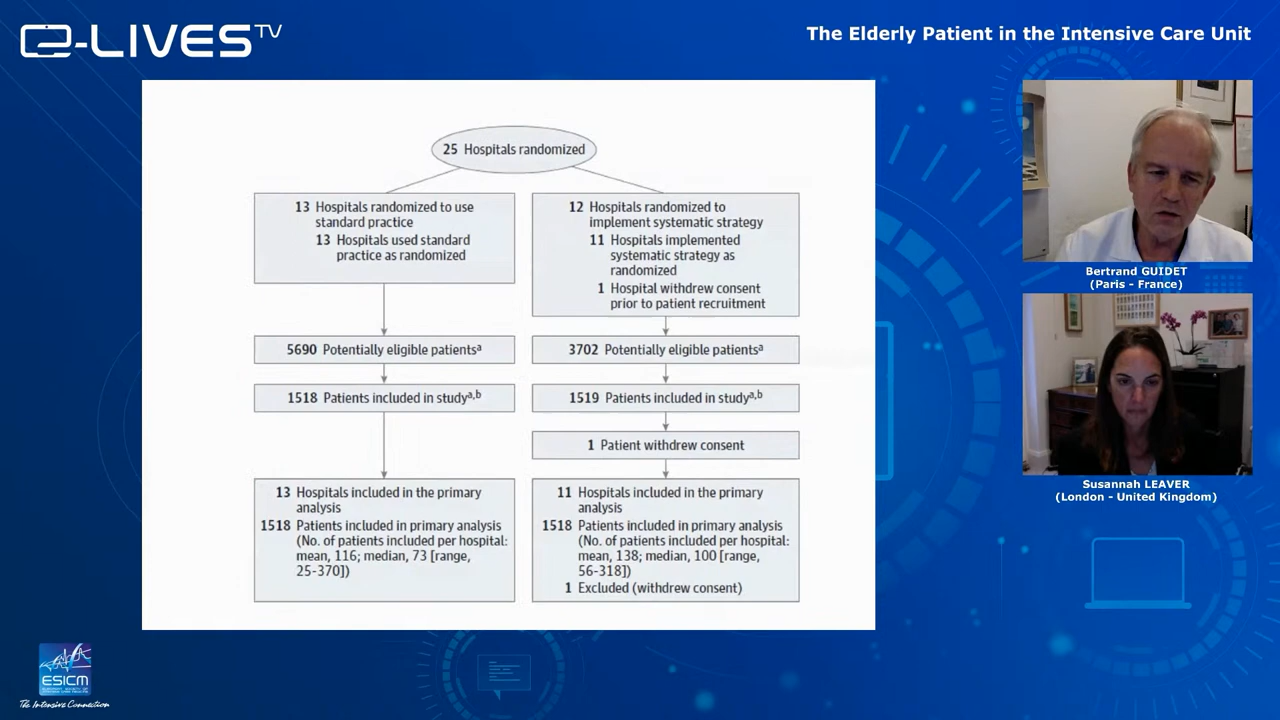 e-LIVES TV
The Elderly Patient in the Intensive Care Unit
25 Hospitals randomized
13 Hospitals randomized to use
standard practice
13 Hospitals used standard
practice as randomized
12 Hospitals randomized to
implement systematic strategy
11 Hospitals implemented
systematic strategy as
randomized
1 Hospital withdrew consent
prior to patient recruitment
5690 Potentially eligible patientsa
3702 Potentially eligible patientsa
1518 Patients included in studya,b
1519 Patients included in studya,b
1 Patient withdrew consent
13 Hospitals included in the primary
analysis
1518 Patients included in primary analysis
(No. of patients included per hospital:
mean, 116; median, 73 [range,
25-370])
11 Hospitals included in the primary
analysis
1518 Patients included in primary analysis
(No. of patients included per hospital:
mean, 138; median, 100 [range,
56-318])
1 Excluded (withdrew consent)
Bertrand GUIDET
(Paris - France)
Susannah LEAVER
(London - United Kingdom)
ESICM
The Intensive Connection